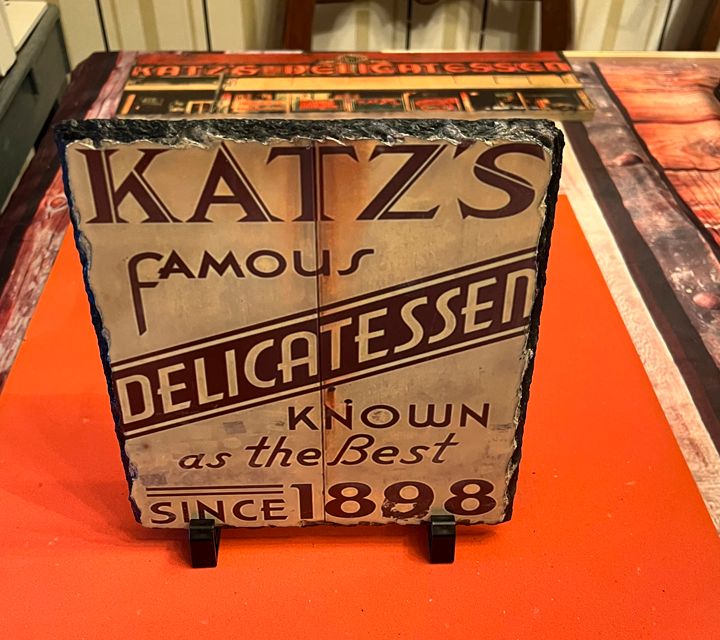 KATZ'S DELICATESSEN
KATZ'S
FAMOUS
DELICATESSEN
KNOWN
as the Best
SINCE 1898